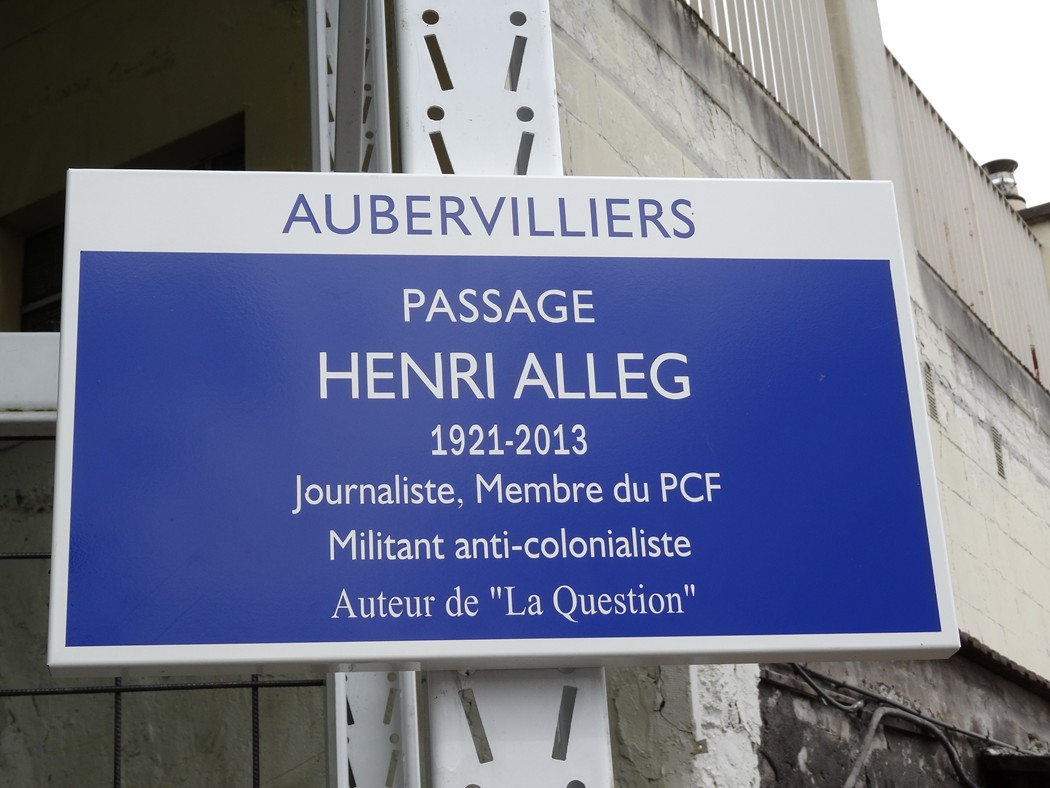 AUBERVILLIERS
PASSAGE
HENRI ALLEG
1921-2013
Journaliste, Membre du PCF
Militant anti-colonialiste
Auteur de "La Question"